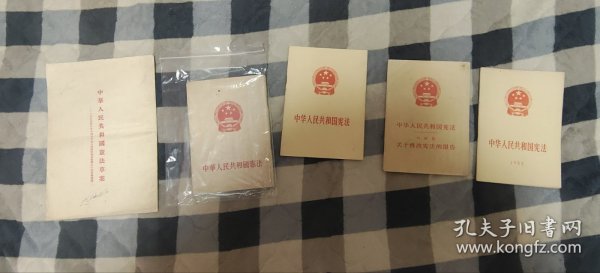 中華人民共和國憲法草案
中華人民共和國憲法
中华人民共和国宪法
中华人民共和国宪法
关于修改宪法的报告
中华人民共和国宪法
孔夫子旧书网
www.kongfz.com